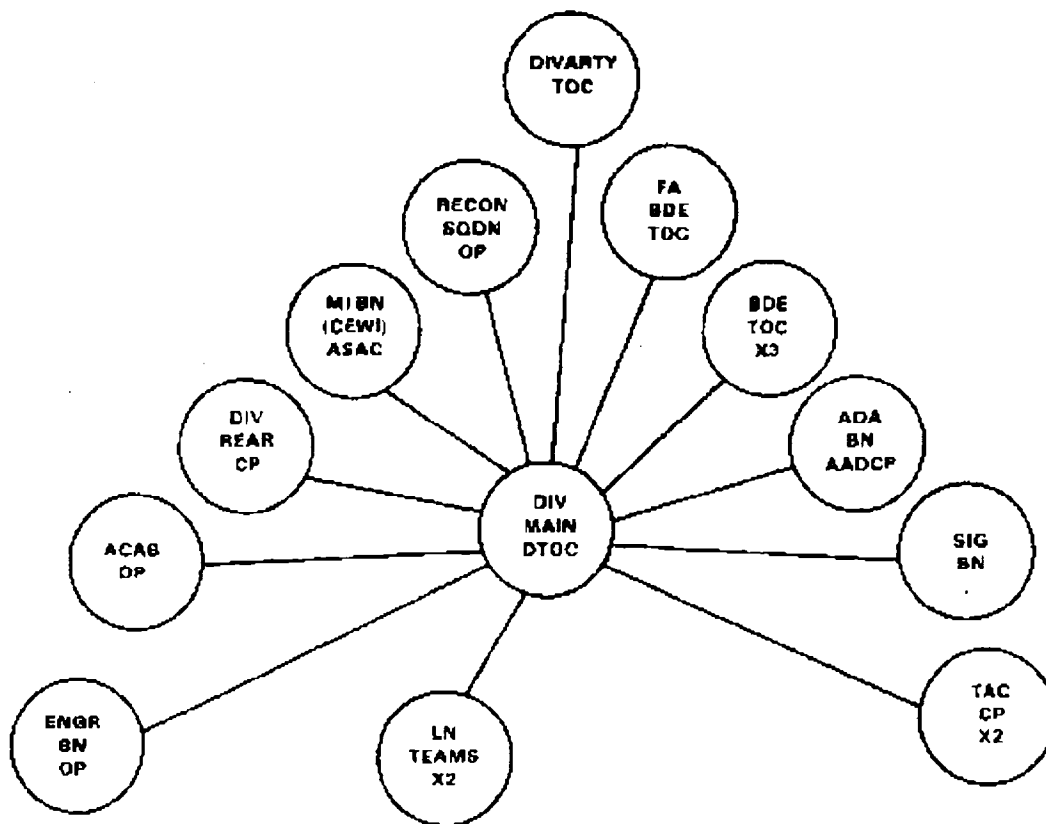 DIVARTY
TOC
RECON
SQDN
OP
FA
BDE
TOC
MI BN
(CEWI)
ASAC
BDE
TOC
X3
DIV
REAR
CP
ADA
BN
AADCP
DIV
MAIN
DTOC
ACAB
OP
SIG
BN
ENGR
BN
OP
LN
TEAMS
X2
TAC
CP
X2